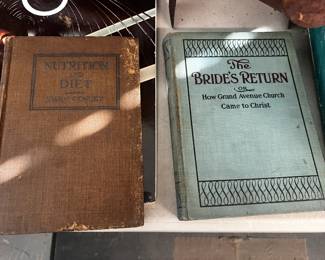 NUTRITION
AND
DIET
The
BRIDE'S RETURN
OR
How Grand Avenue Church
Came to Christ